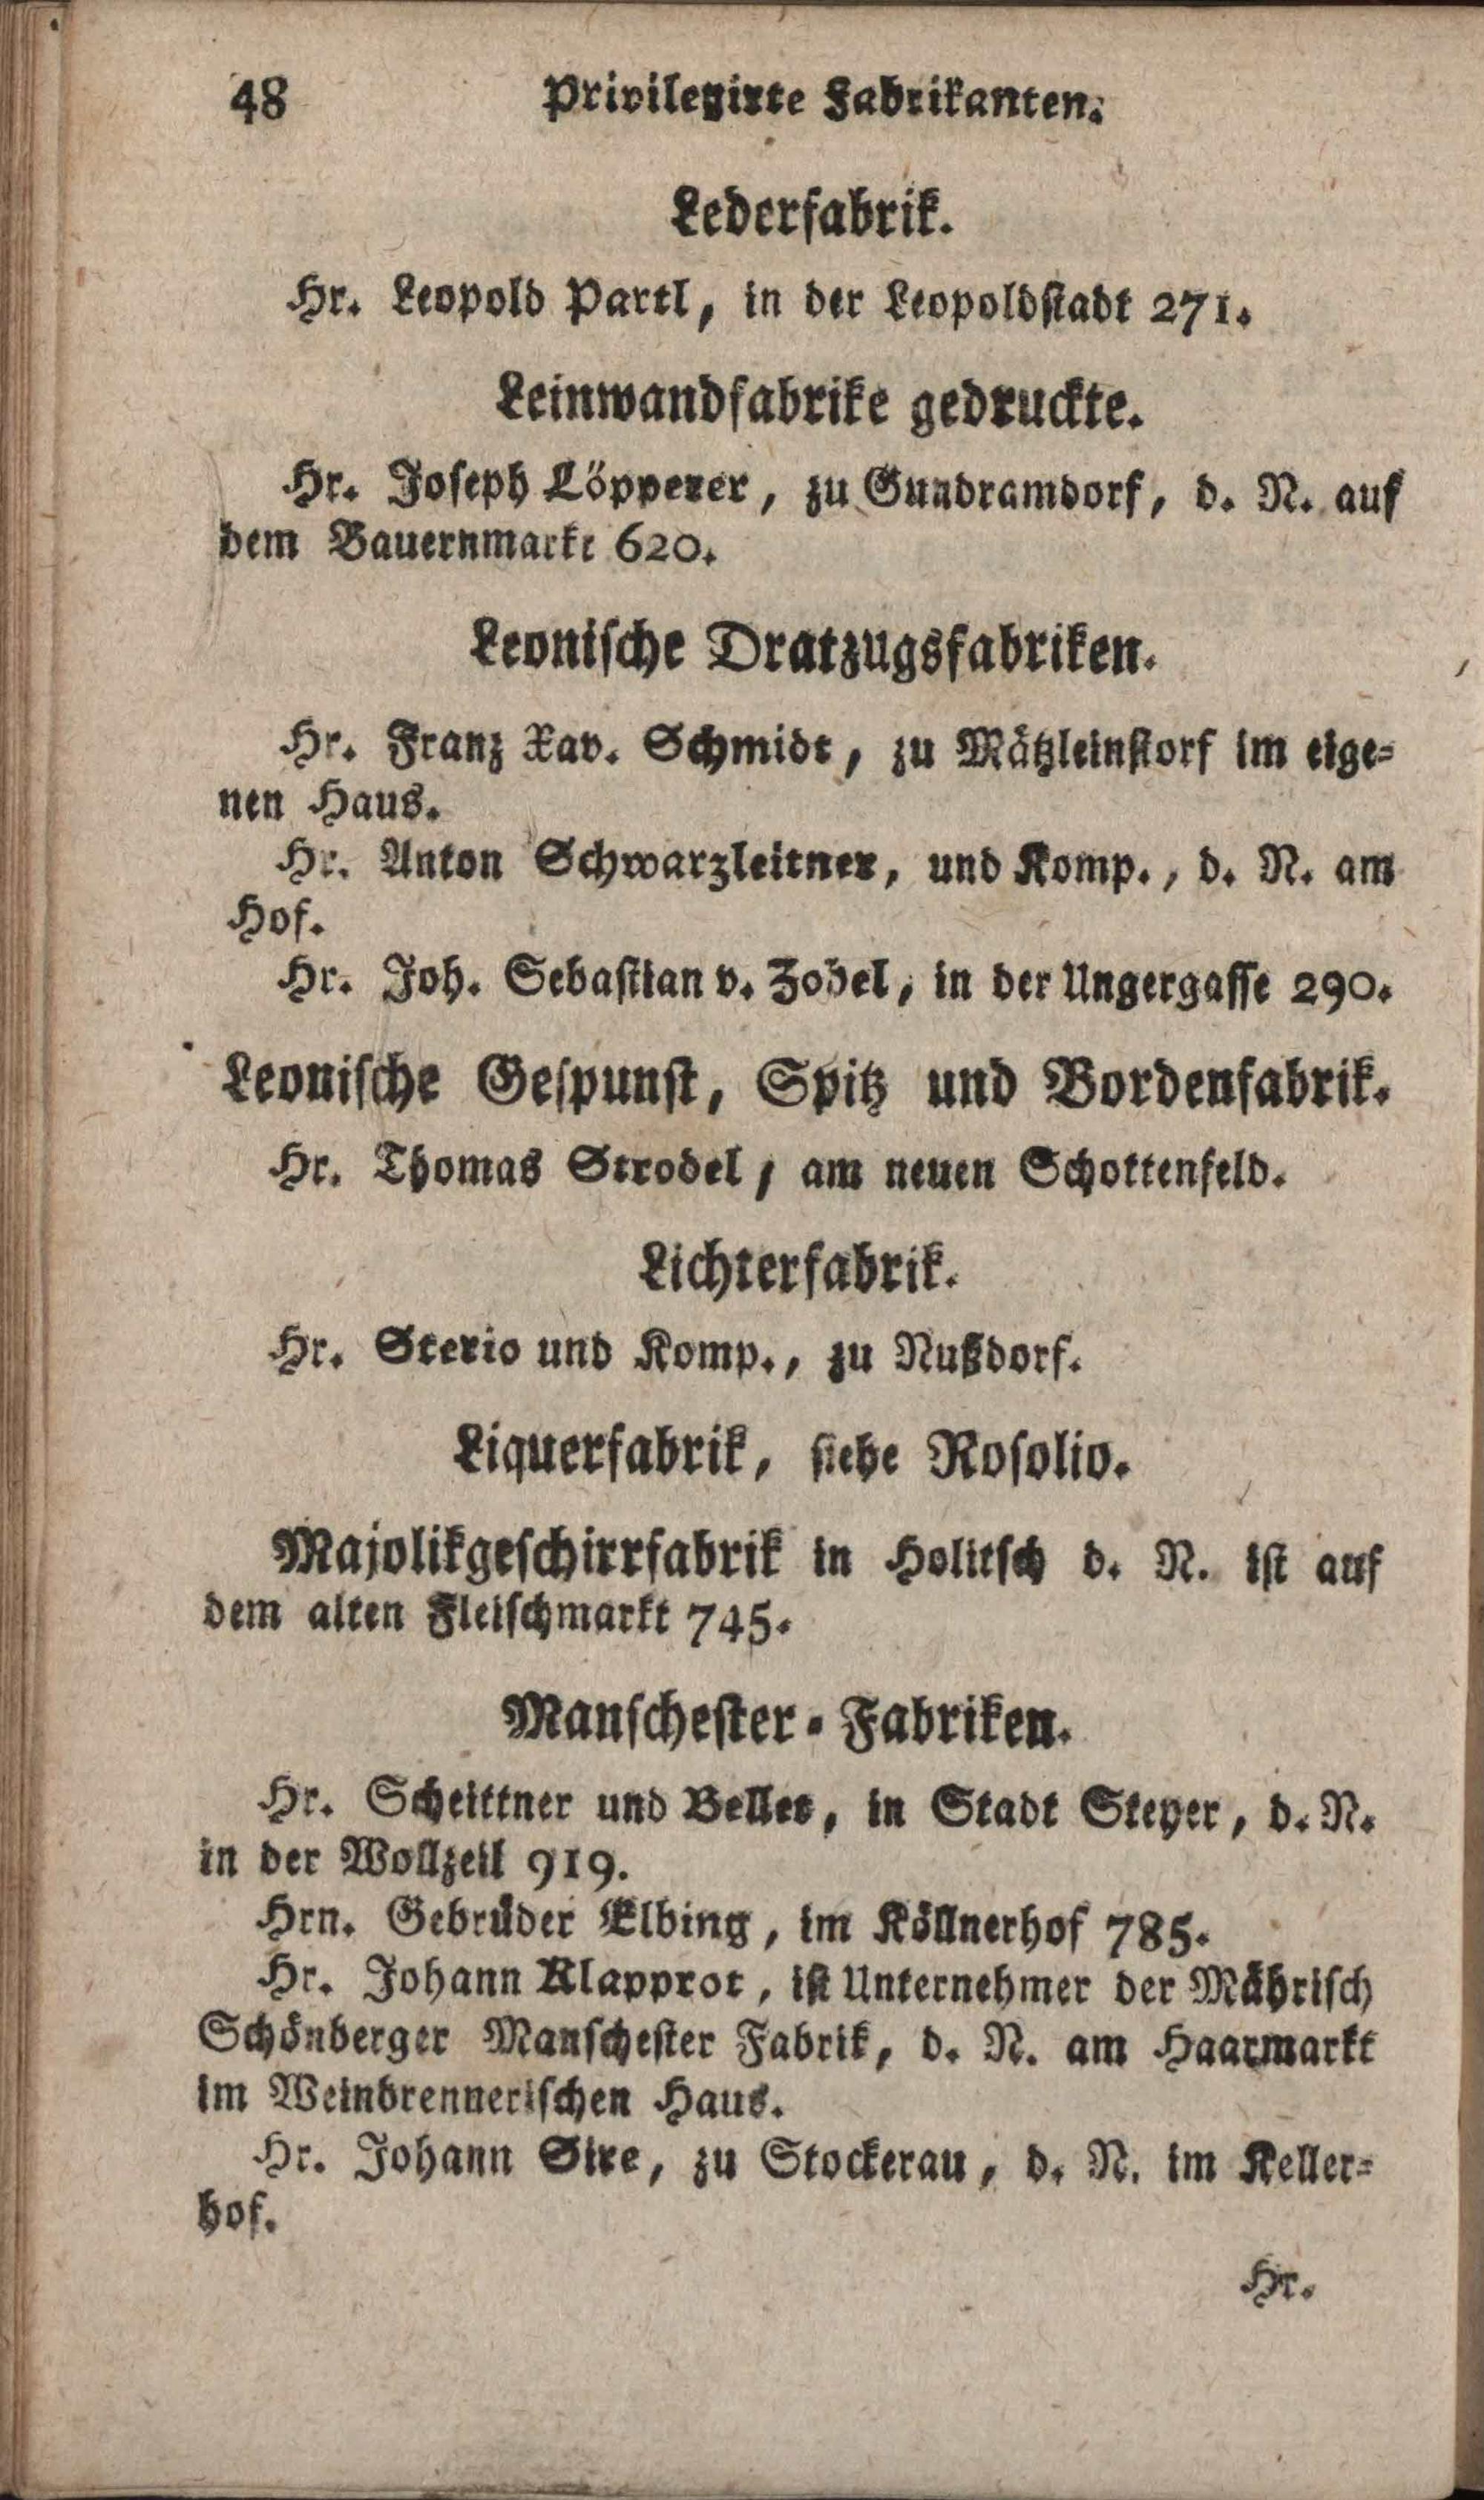 48 Privilegirte Fabrikanten.
Lederfabrik.
Hr. Leopold Partl, in der Leopoldstadt 271.
Leinwandfabrike gedruckte.
Hr. Joseph Löpperer, zu Gundramdorf, d. N. auf
dem Bauernmarkt 620.
Leonische Dratzugsfabriken.
Hr. Franz Xav. Schmidt, zu Mätzleinstorf im eige-
nen Haus.
Hr. Anton Schwarzleitner, und Komp., d. N. am
Hof.
Hr. Joh. Sebastian v. Zobel, in der Ungergasse 290.
Leonische Gespunst, Spitz und Bordenfabrik.
Hr. Thomas Strodel, am neuen Schottenfeld.
Lichterfabrik.
Hr. Sterio und Komp., zu Nußdorf.
Liquerfabrik, siehe Rosolio.
Majolikgeschirrfabrik in Holitsch d. N. ist auf
dem alten Fleischmarkt 745.
Manschester-Fabriken.
Hr. Scheittner und Beller, in Stadt Steyer, d. N.
in der Wollzeil 919.
Hrn. Gebrüder Elbing, im Köllnerhof 785.
Hr. Johann Klapprot, ist Unternehmer der Mährisch
Schönberger Manschester Fabrik, d. N. am Haarmarkt
im Weinbrennerischen Haus.
Hr. Johann Sire, zu Stockerau, d. N. im Keller-
hof.
Hr.